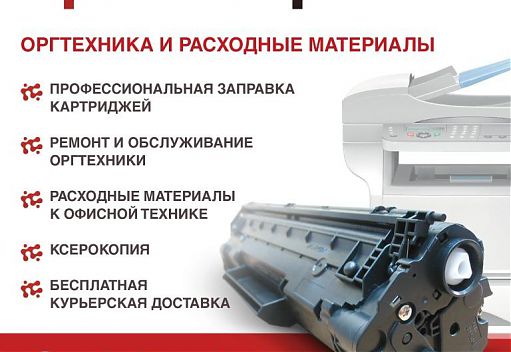 ОРГТЕХНИКА И РАСХОДНЫЕ МАТЕРИАЛЫ
ПРОФЕССИОНАЛЬНАЯ ЗАПРАВКА
КАРТРИДЖЕЙ
РЕМОНТ И ОБСЛУЖИВАНИЕ
ОРГТЕХНИКИ
РАСХОДНЫЕ МАТЕРИАЛЫ
К ОФИСНОЙ ТЕХНИКЕ
КСЕРОКОПИЯ
БЕСПЛАТНАЯ
КУРЬЕРСКАЯ ДОСТАВКА